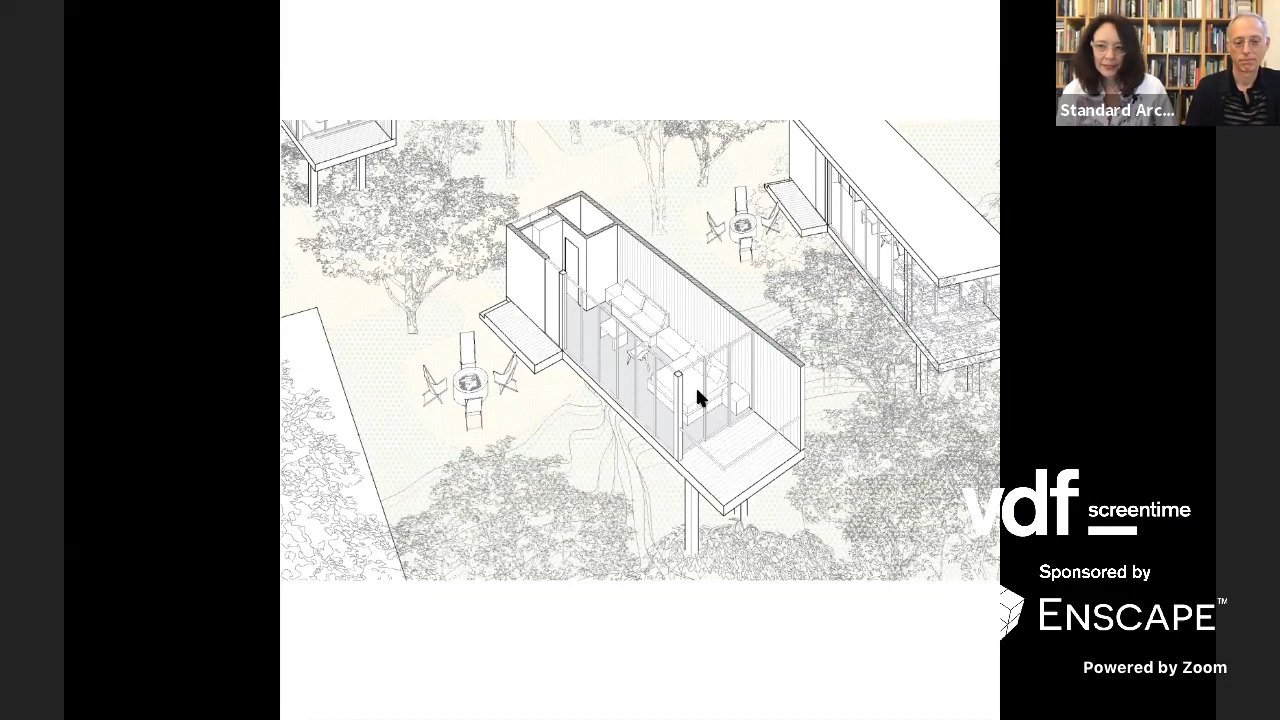 Standard Arc...
vdf screentime
Sponsored by
ENSCAPE™
Powered by Zoom